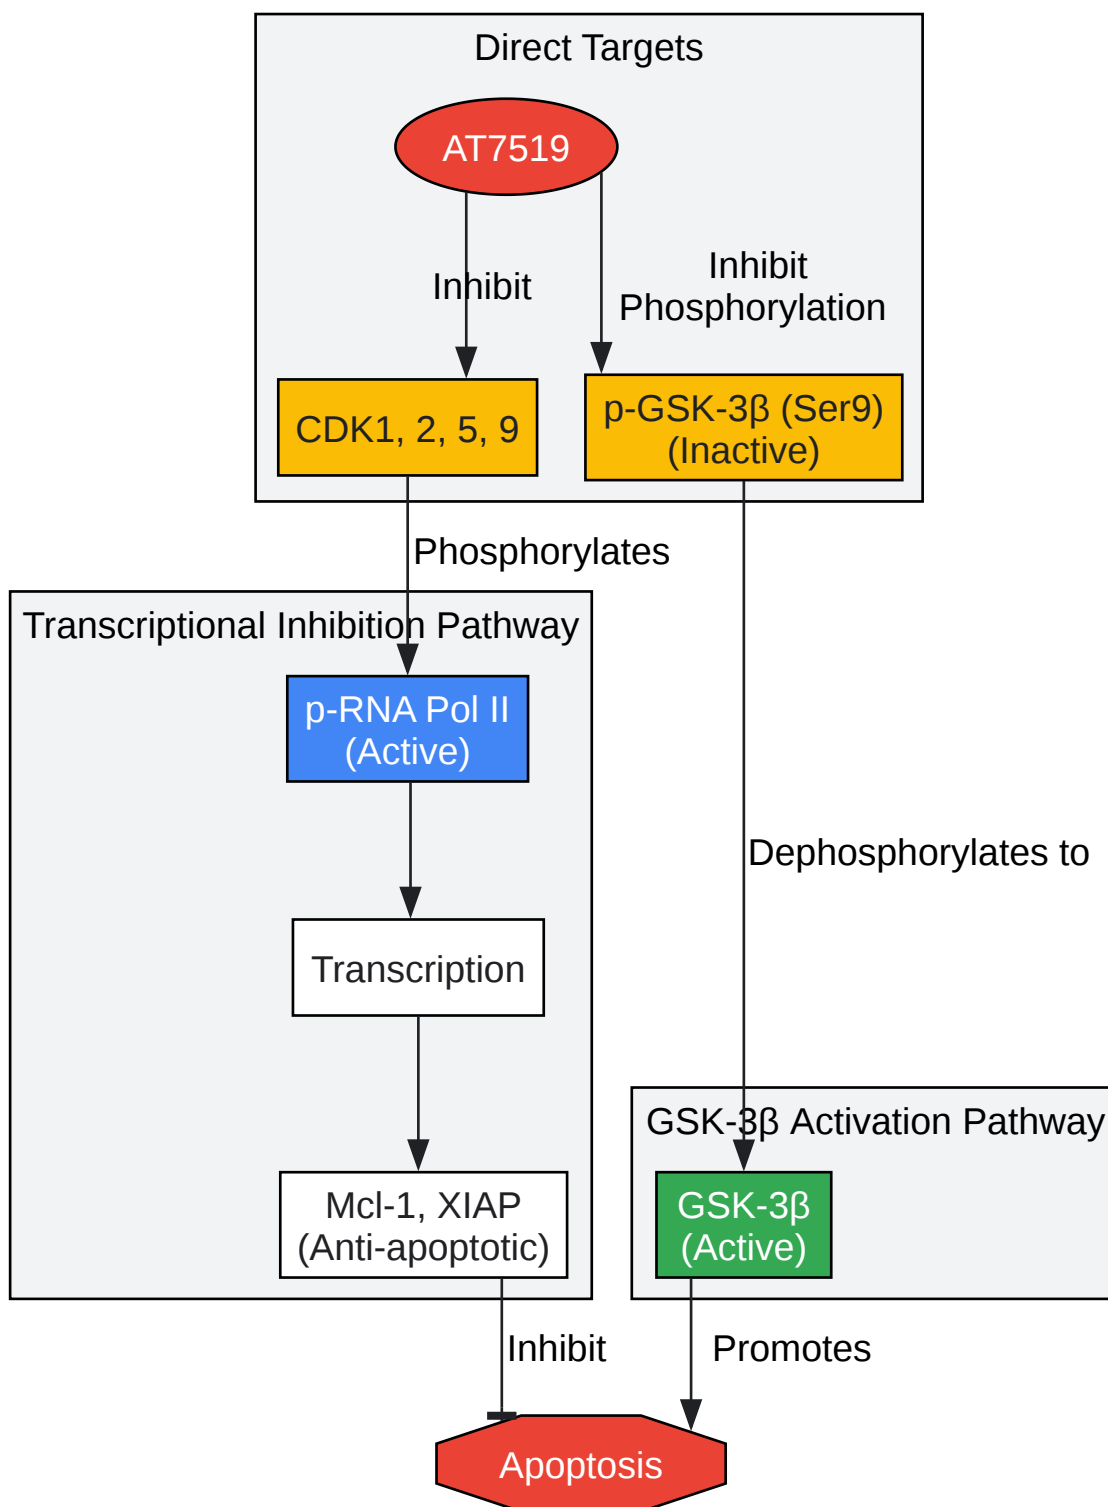 Direct Targets
AT7519
Inhibit
Inhibit
Phosphorylation
CDK1, 2, 5, 9
p-GSK-3β (Ser9)
(Inactive)
Phosphorylates
Transcriptional Inhibition Pathway
p-RNA Pol II
(Active)
Dephosphorylates to
Transcription
GSK-3β Activation Pathway
Mcl-1, XIAP
(Anti-apoptotic)
GSK-3β
(Active)
Inhibit
Promotes
Apoptosis